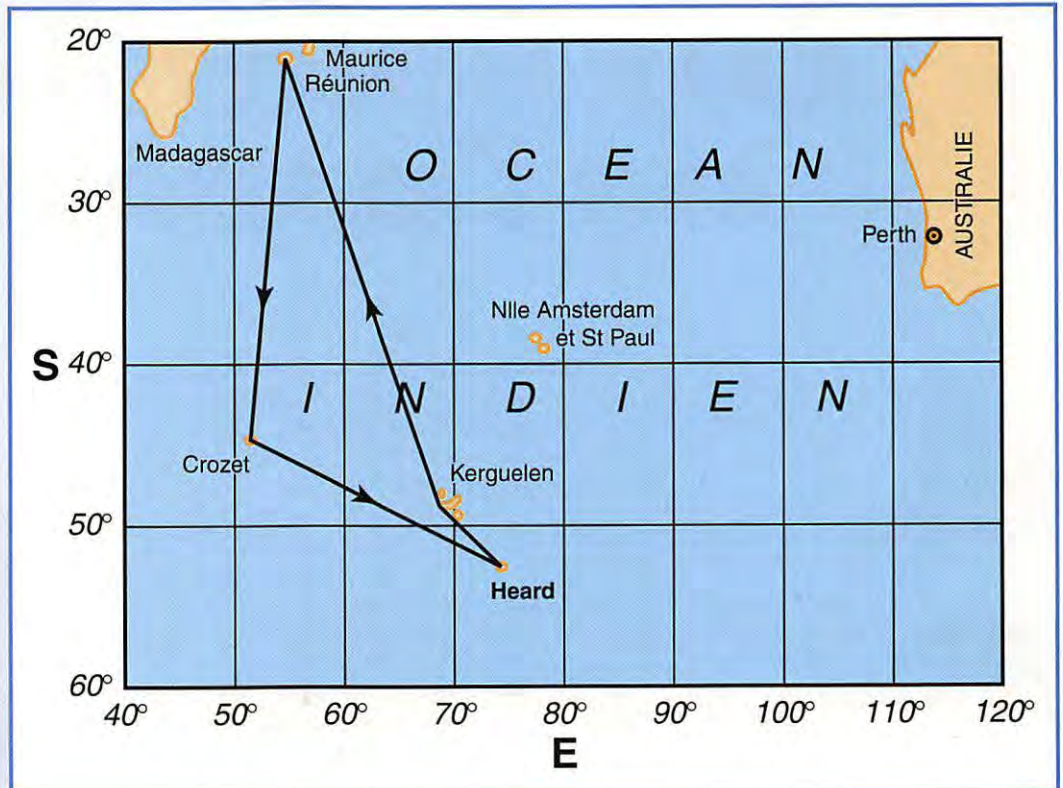 20°
Maurice
Réunion
Madagascar
O C E A N
AUSTRALIE
30°
Perth
Nlle Amsterdam
et St Paul
S
40°
I N D I E N
Crozet
Kerguelen
50°
Heard
60°
40° 50° 60° 70° 80° 90° 100° 110° 120°
E